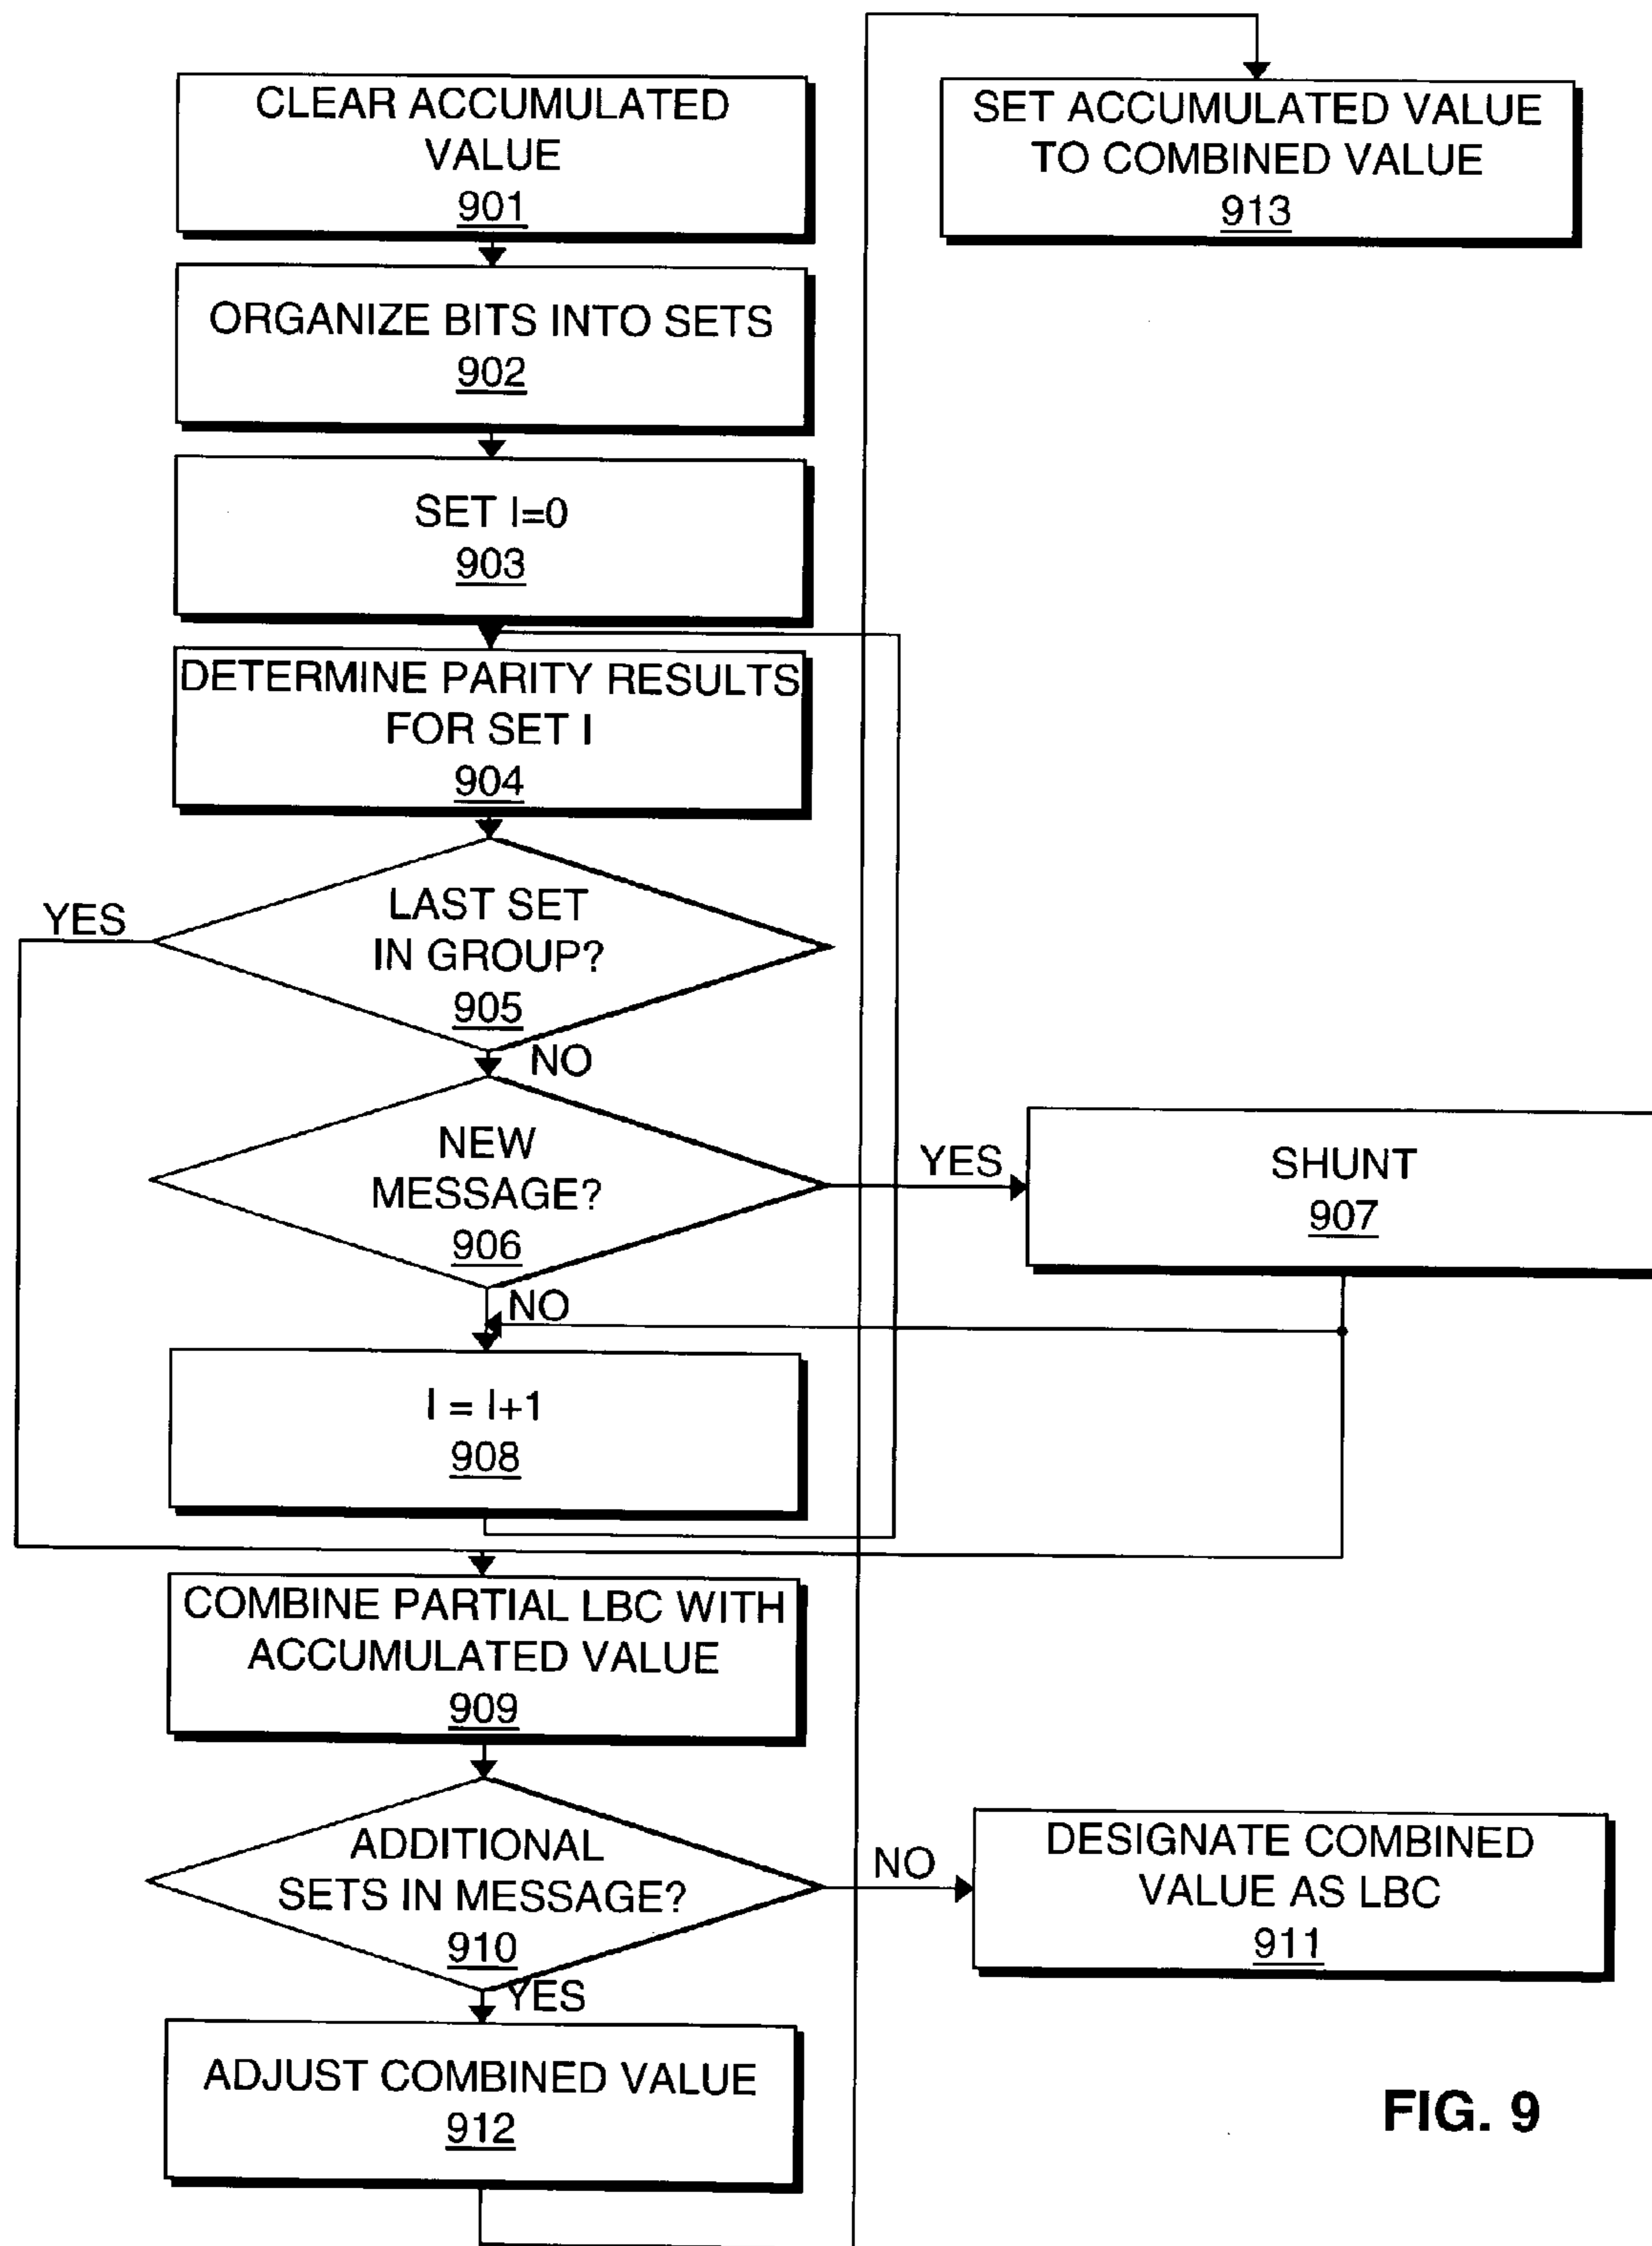 CLEAR ACCUMULATED
VALUE
901
ORGANIZE BITS INTO SETS
902
SET I=0
903
DETERMINE PARITY RESULTS
FOR SET I
904
LAST SET
IN GROUP?
905
YES
NO
NEW
MESSAGE?
906
YES
SHUNT
907
NO
I = I+1
908
COMBINE PARTIAL LBC WITH
ACCUMULATED VALUE
909
ADDITIONAL
SETS IN MESSAGE?
910
NO
DESIGNATE COMBINED
VALUE AS LBC
911
YES
ADJUST COMBINED VALUE
912
SET ACCUMULATED VALUE
TO COMBINED VALUE
913
FIG. 9